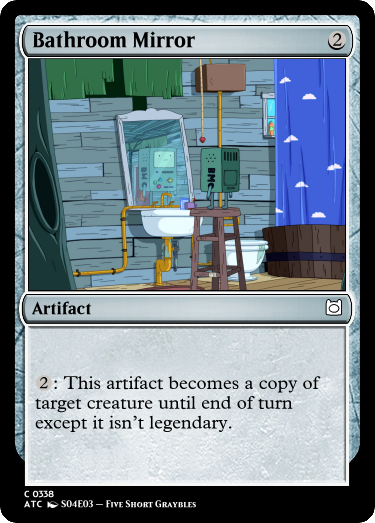 Bathroom Mirror 2
BMO
Artifact
2: This artifact becomes a copy of
target creature until end of turn
except it isn't legendary.
C 0338
ATC S04E03 – Five Short Graybles